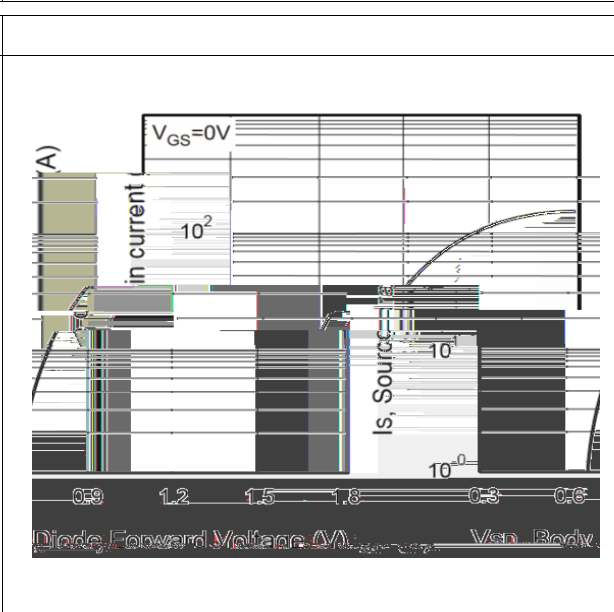 VGS=0V
(A)
in current
10²
Is, Source
10¹
10⁰
0.9 1.2 1.5 1.8 0.3 0.6
Diode Forward Voltage (V) VSD, Body